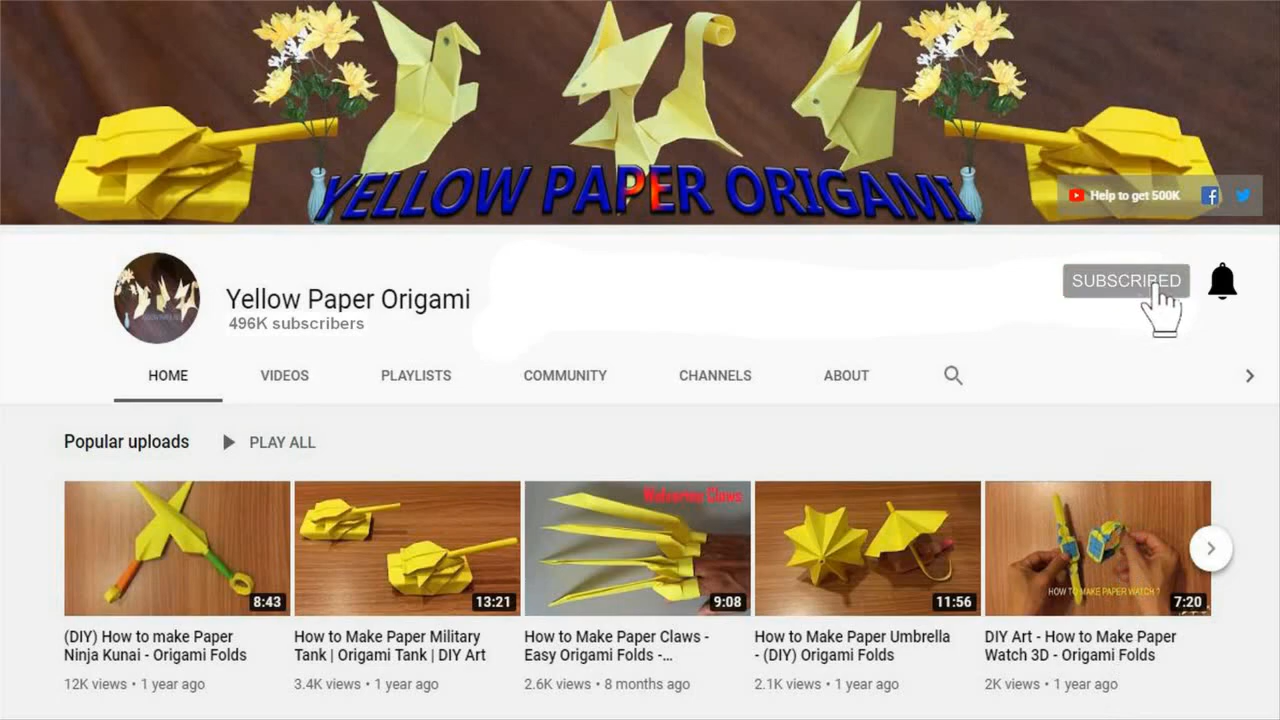 YELLOW PAPER ORIGAMI
Help to get 500K
Yellow Paper Origami
496K subscribers
SUBSCRIBED
HOME VIDEOS PLAYLISTS COMMUNITY CHANNELS ABOUT
Popular uploads PLAY ALL
Wolverine Claws
HOW TO MAKE PAPER WATCH ?
8:43 13:21 9:08 11:56 7:20
(DIY) How to make Paper
Ninja Kunai - Origami Folds
12K views • 1 year ago
How to Make Paper Military
Tank | Origami Tank | DIY Art
3.4K views • 1 year ago
How to Make Paper Claws -
Easy Origami Folds -...
2.6K views • 8 months ago
How to Make Paper Umbrella
- (DIY) Origami Folds
2.1K views • 1 year ago
DIY Art - How to Make Paper
Watch 3D - Origami Folds
2K views • 1 year ago